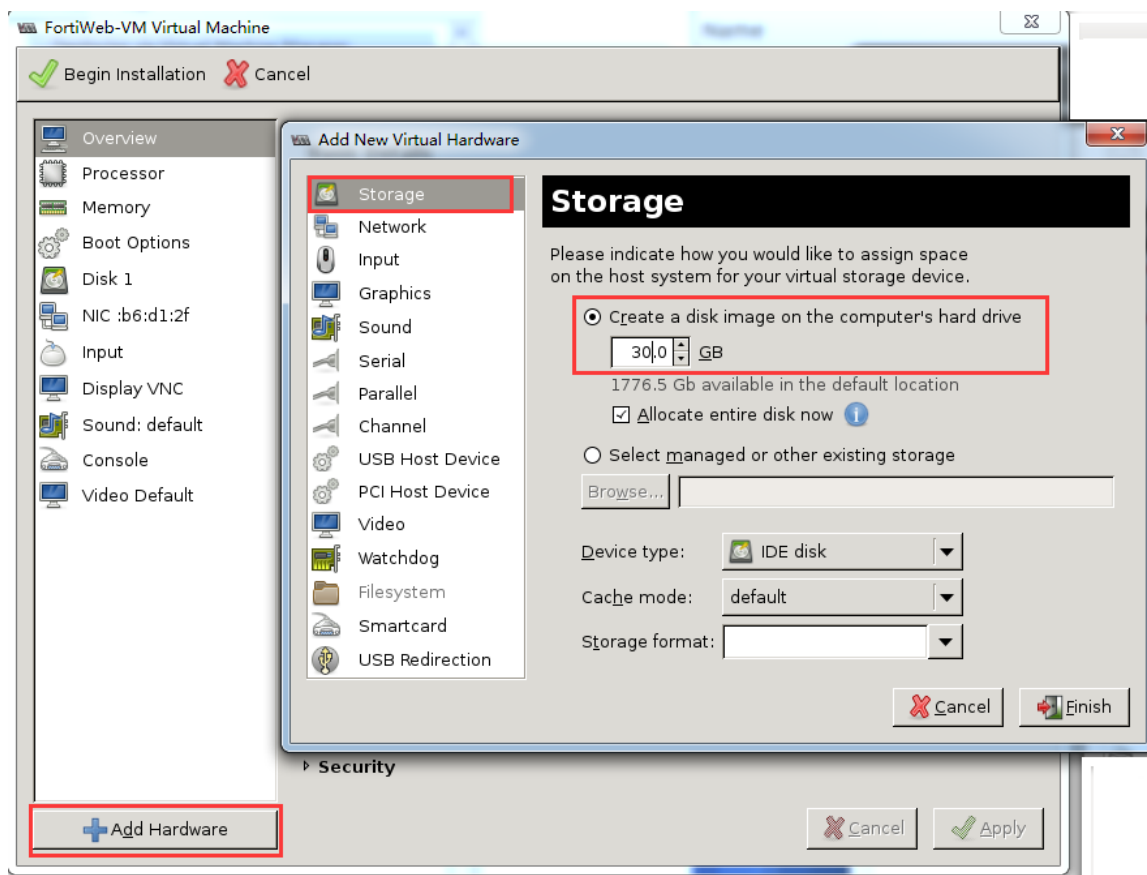 FortiWeb-VM Virtual Machine
Begin Installation Cancel
Overview
Processor
Memory
Boot Options
Disk 1
NIC :b6:d1:2f
Input
Display VNC
Sound: default
Console
Video Default
Add Hardware
Add New Virtual Hardware
Storage
Network
Input
Graphics
Sound
Serial
Parallel
Channel
USB Host Device
PCI Host Device
Video
Watchdog
Filesystem
Smartcard
USB Redirection
Storage
Please indicate how you would like to assign space
on the host system for your virtual storage device.
Create a disk image on the computer's hard drive
30.0 GB
1776.5 Gb available in the default location
Allocate entire disk now
Select managed or other existing storage
Browse...
Device type: IDE disk
Cache mode: default
Storage format:
Cancel Finish
Security
Cancel Apply